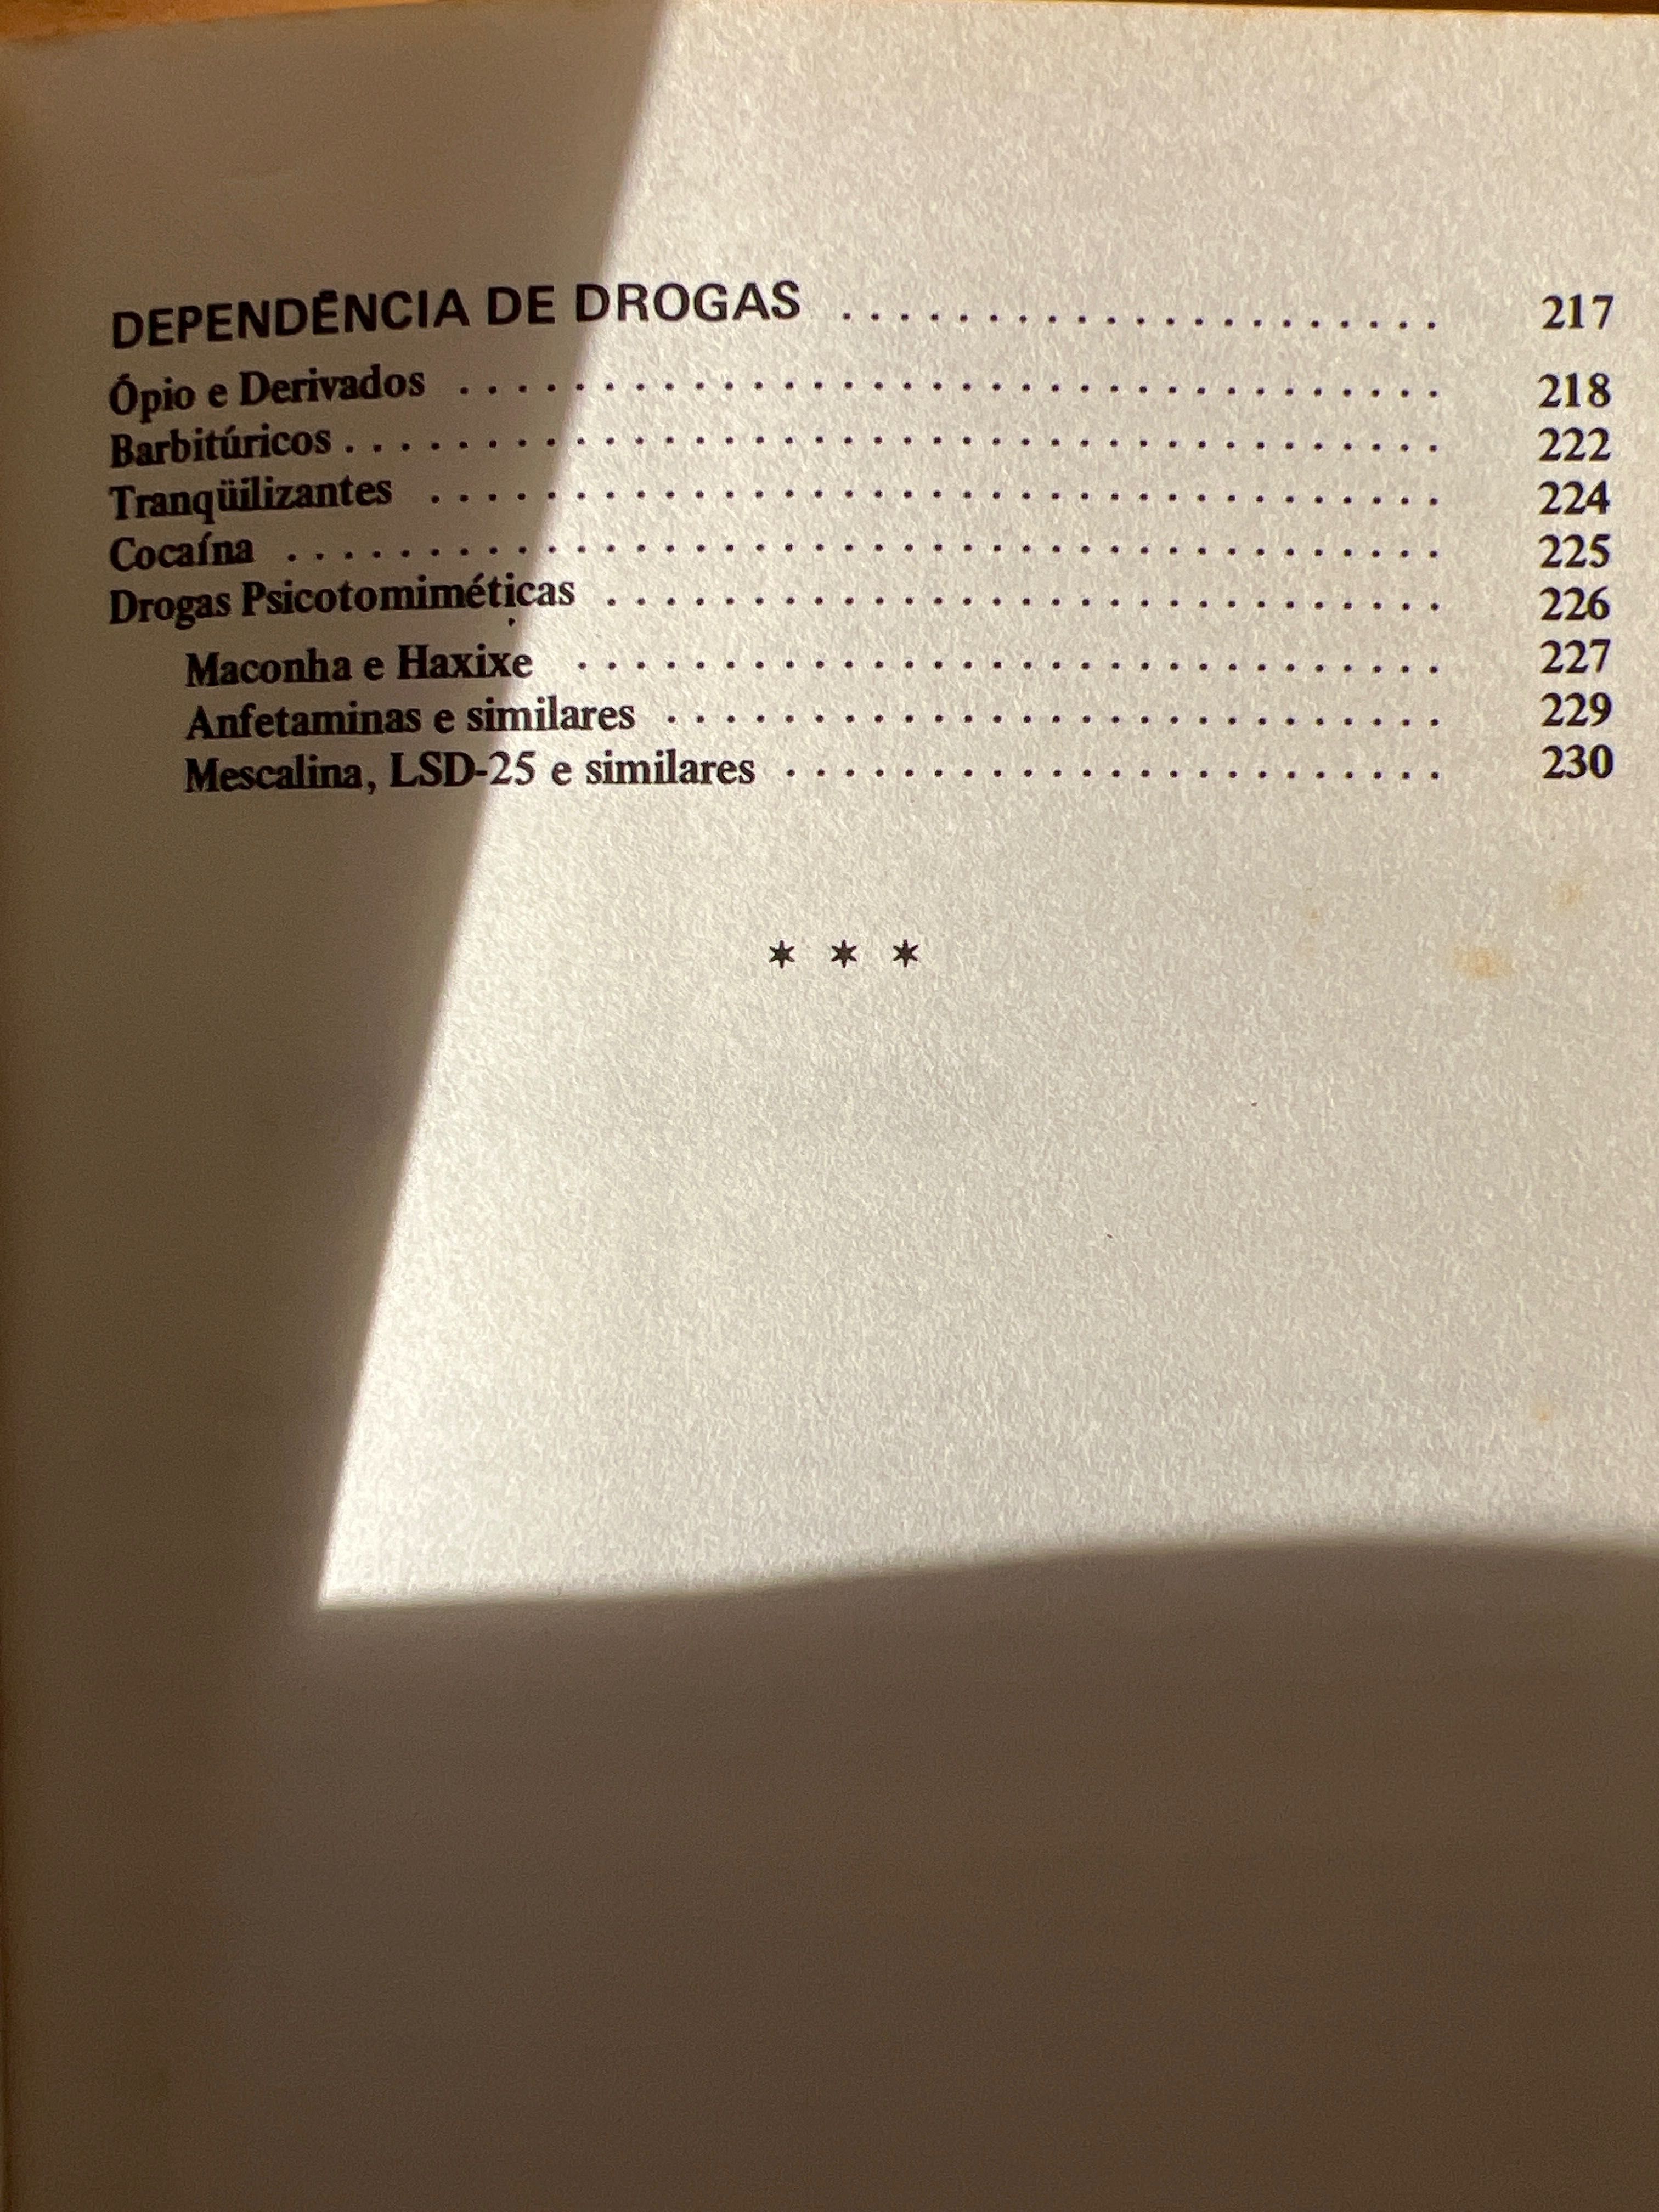 DEPENDÊNCIA DE DROGAS ..................... 217
Ópio e Derivados .................................. 218
Barbitúricos ...................................... 222
Tranqüilizantes ................................... 224
Cocaína ........................................ 225
Drogas Psicotomiméticas ............................. 226
Maconha e Haxixe .............................. 227
Anfetaminas e similares ........................... 229
Mescalina, LSD-25 e similares ....................... 230
* * *